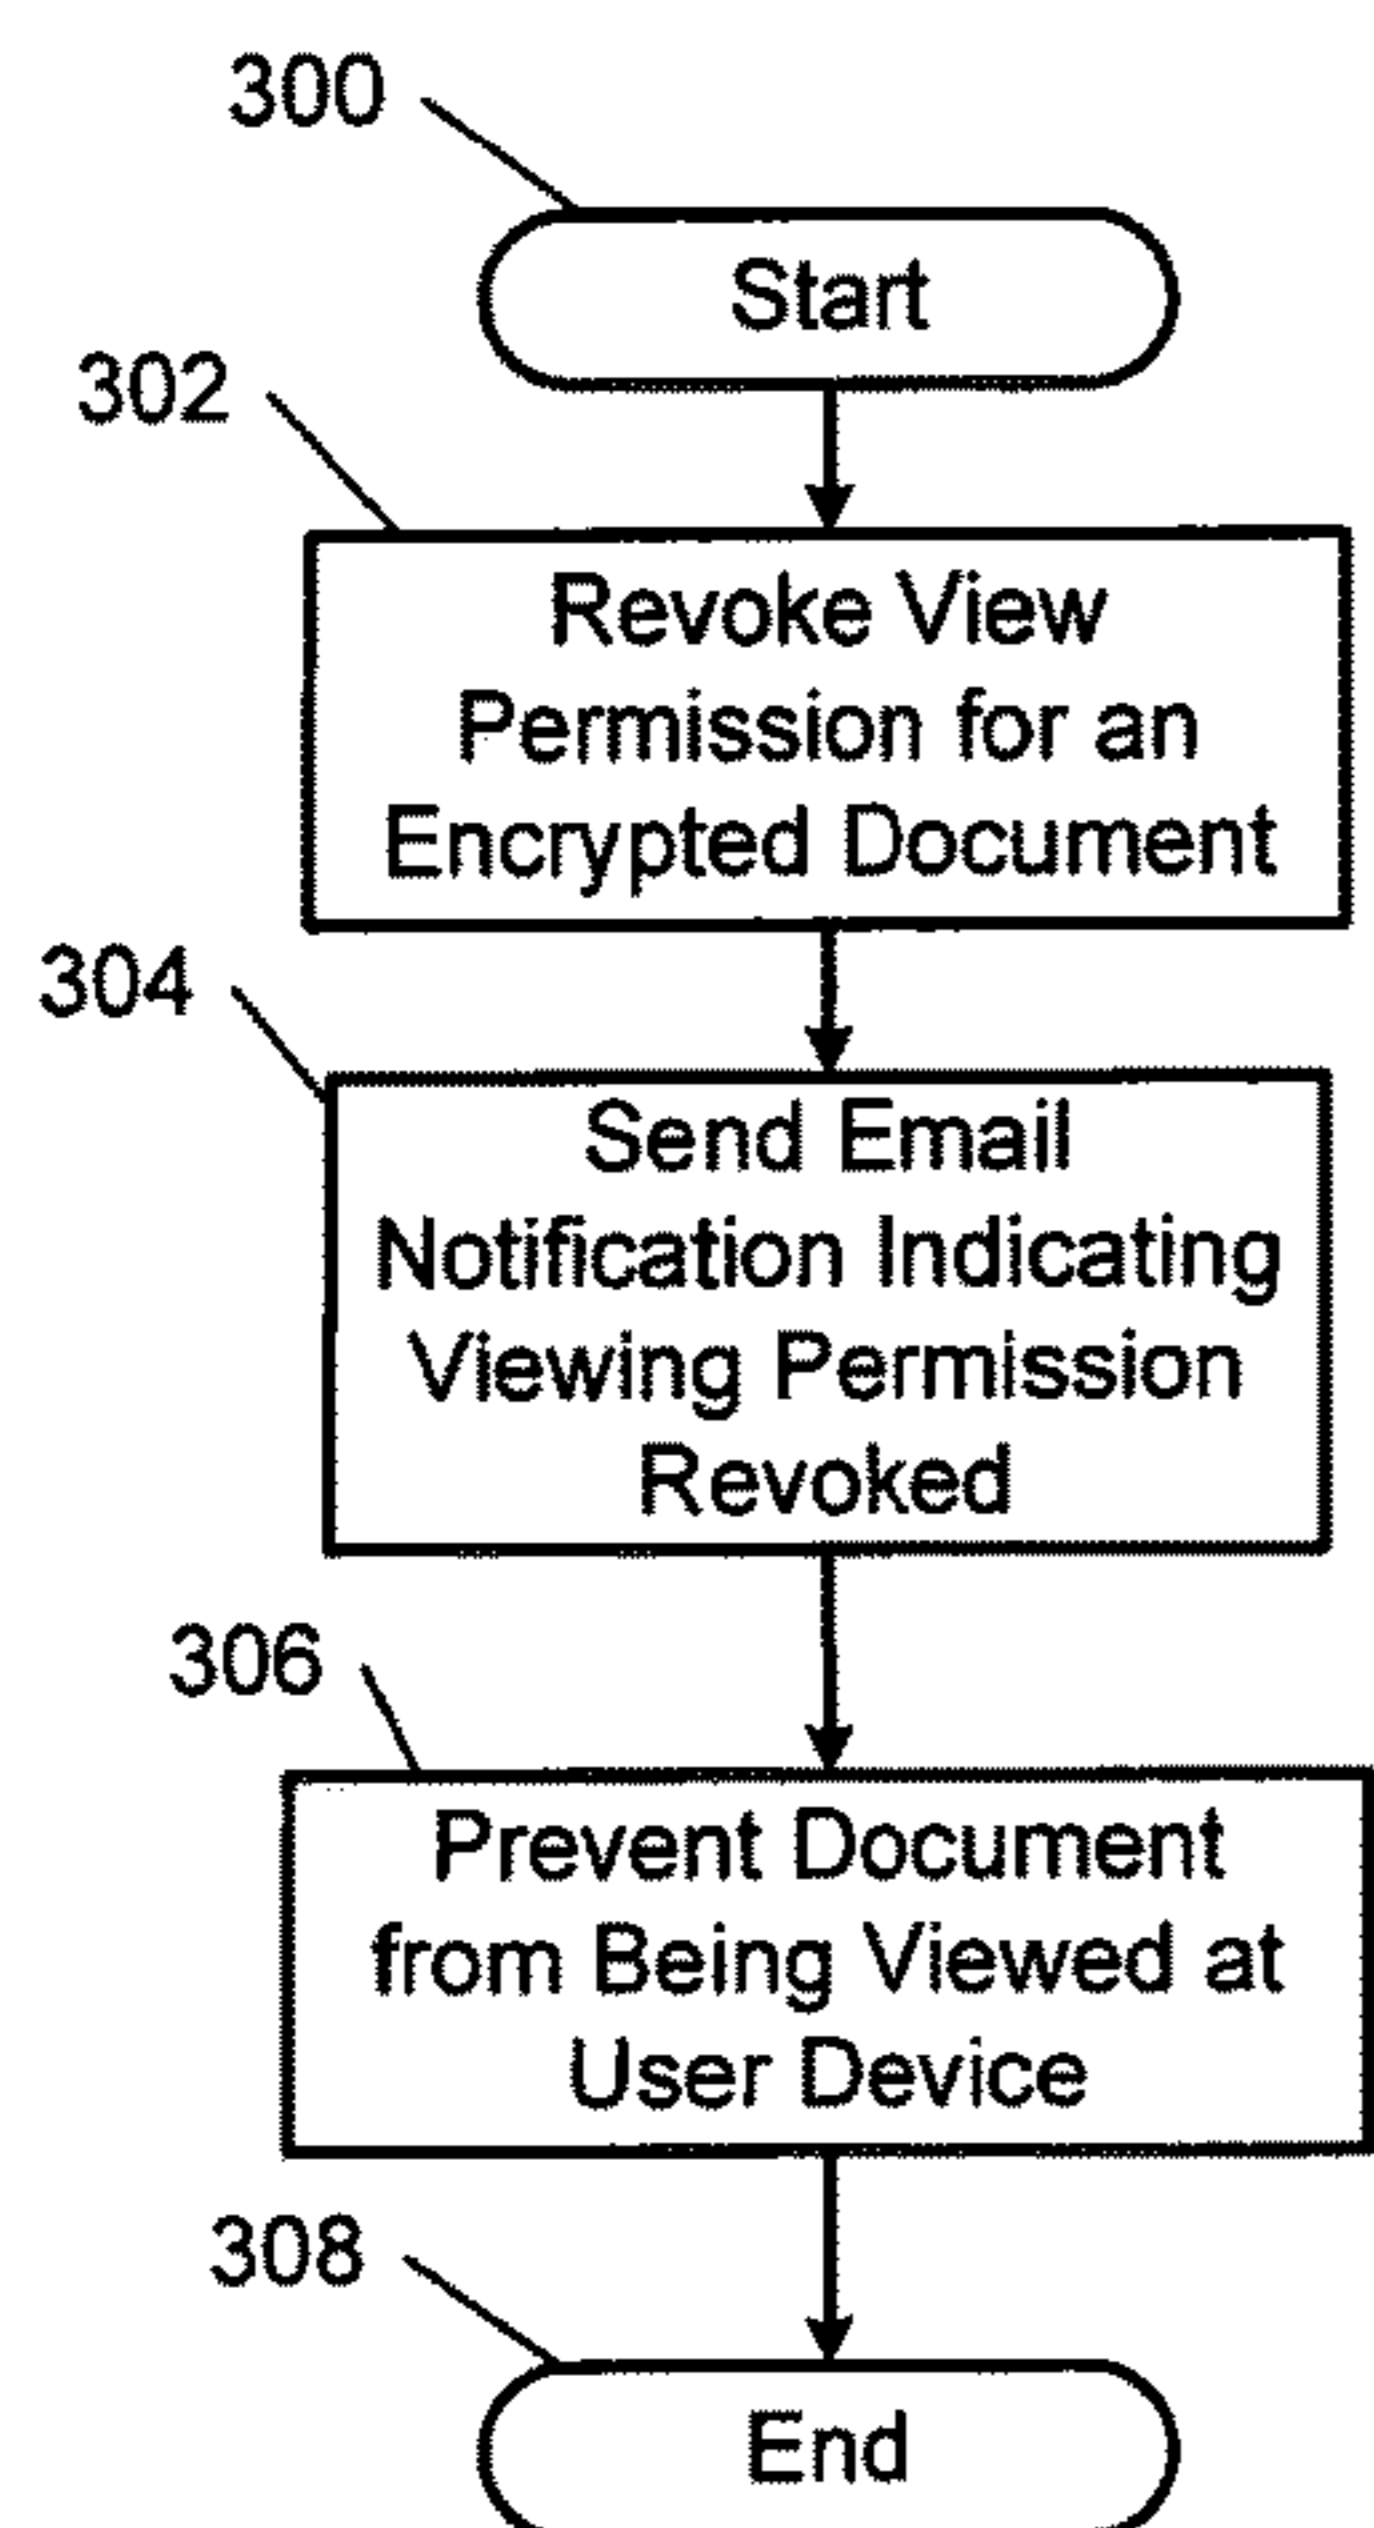 300
Start
302
Revoke View
Permission for an
Encrypted Document
304
Send Email
Notification Indicating
Viewing Permission
Revoked
306
Prevent Document
from Being Viewed at
User Device
308
End